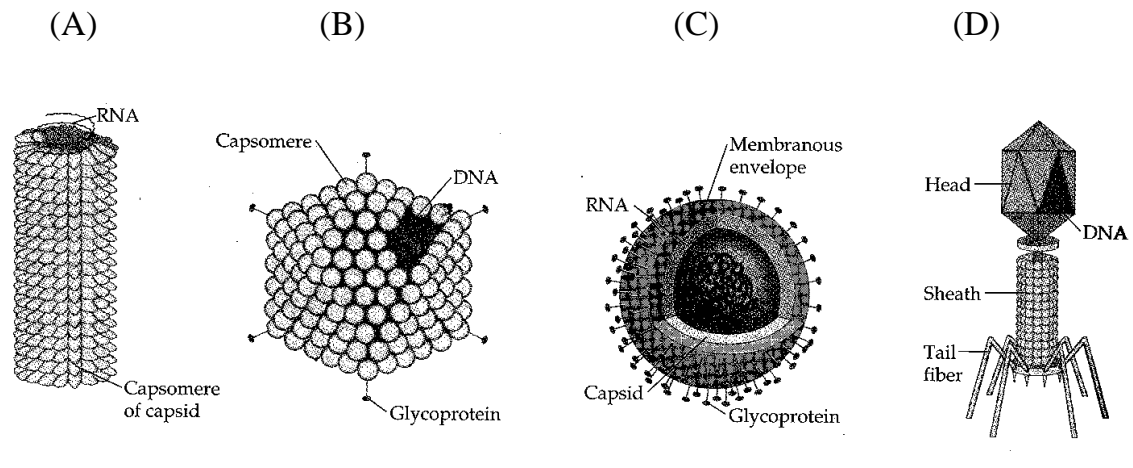 (A) (B) (C) (D)
RNA
Capsomere
of capsid
Capsomere
DNA
Glycoprotein
Membranous
envelope
RNA
Capsid
Glycoprotein
Head
DNA
Sheath
Tail
fiber